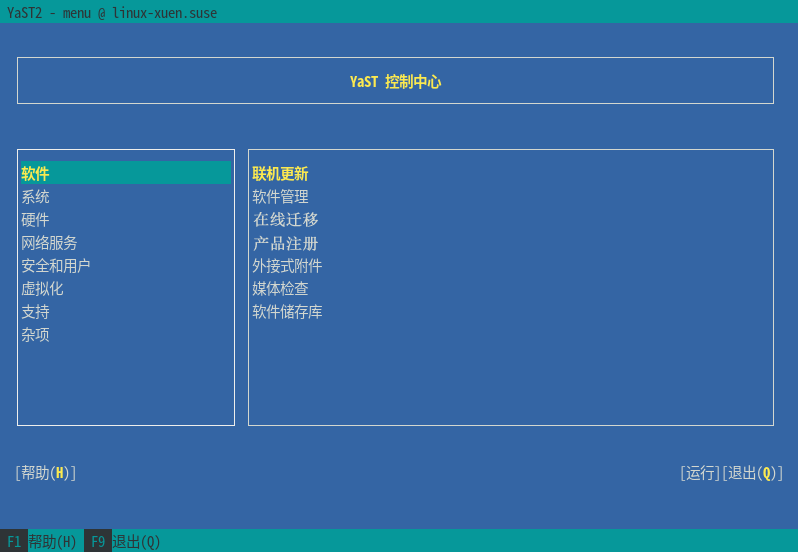 YaST2 - menu @ linux-xuen.suse
YaST 控制中心
软件
系统
硬件
网络服务
安全和用户
虚拟化
支持
杂项
联机更新
软件管理
在线迁移
产品注册
外接式附件
媒体检查
软件储存库
[帮助(H)]
[运行][退出(Q)]
F1 帮助(H) F9 退出(Q)